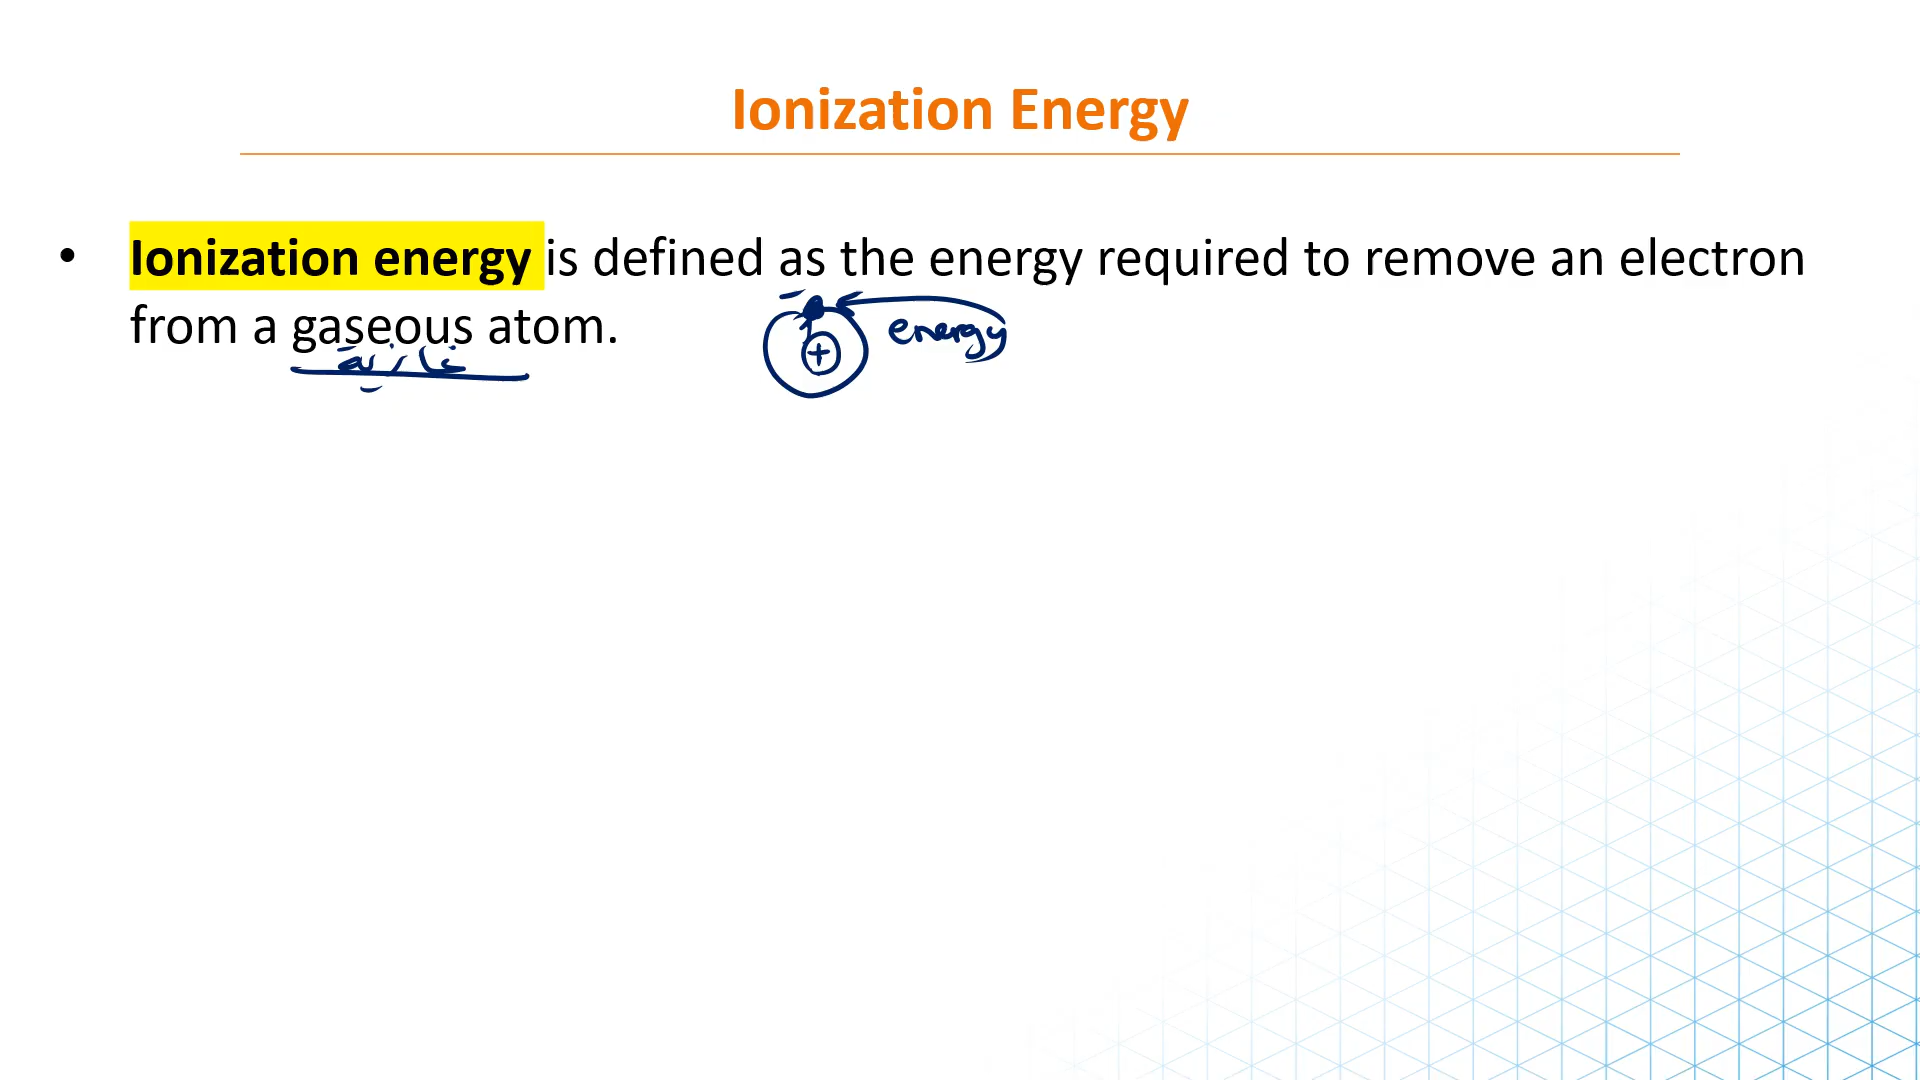 Ionization Energy
• Ionization energy is defined as the energy required to remove an electron
from a gaseous atom.
energy
+